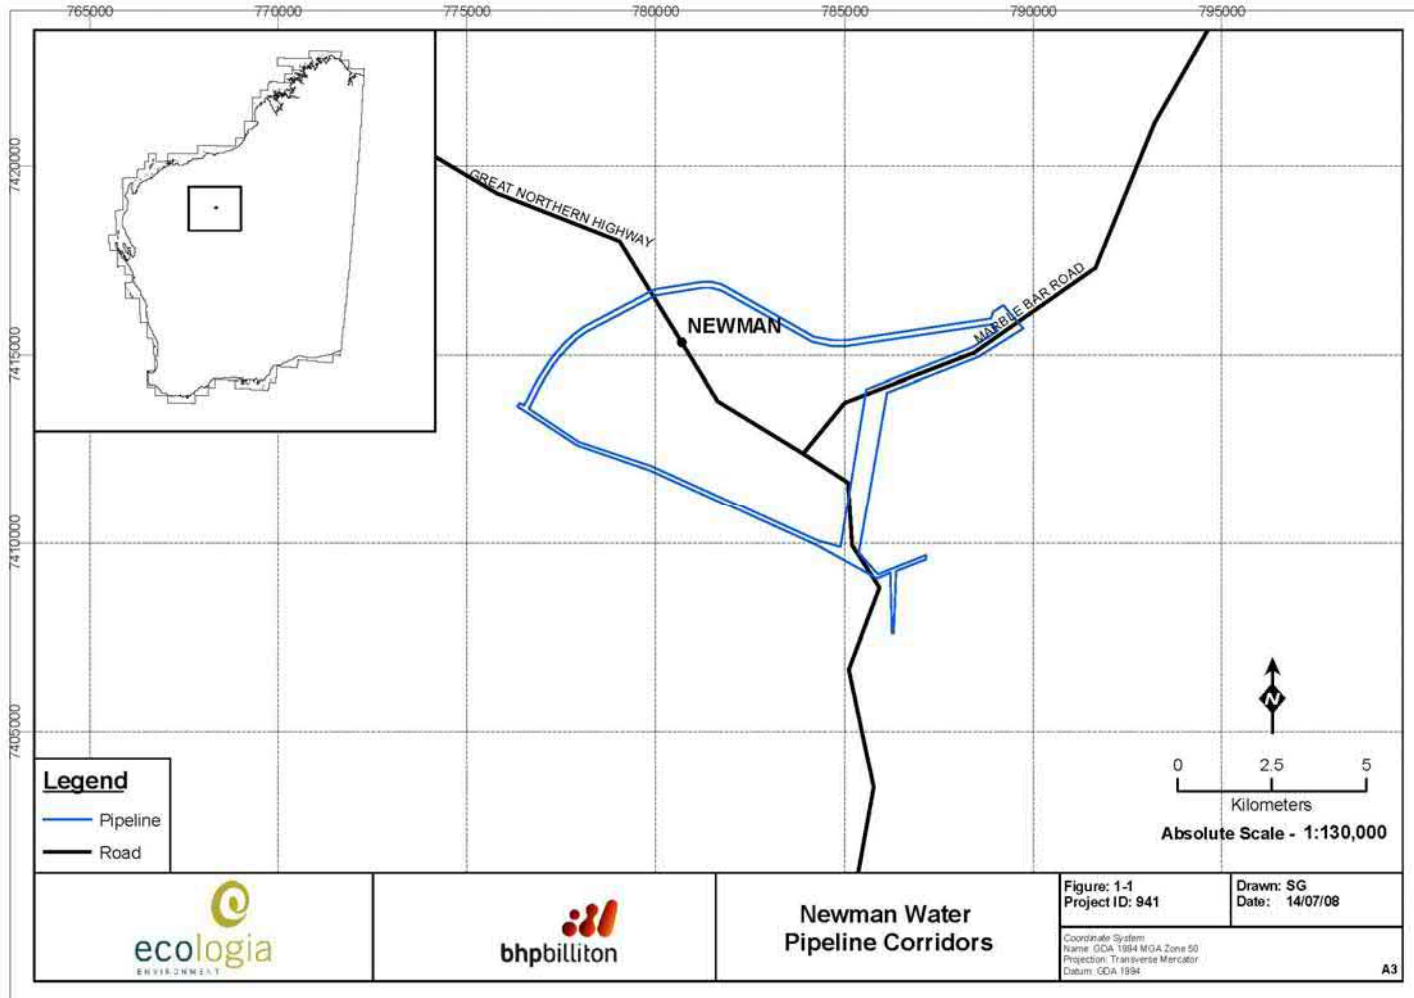 765000 770000 775000 780000 785000 790000 795000
7420000
7415000
7410000
7405000
GREAT NORTHERN HIGHWAY
MARBLE BAR ROAD
NEWMAN
N
0 2.5 5
Kilometers
Absolute Scale - 1:130,000
Legend
Pipeline
Road
ecologia
ENVIRONMENT
bhpbilliton
Newman Water
Pipeline Corridors
Figure: 1-1
Project ID: 941
Drawn: SG
Date: 14/07/08
Coordinate System
Name: GDA 1994 MGA Zone 50
Projection: Transverse Mercator
Datum: GDA 1994
A3